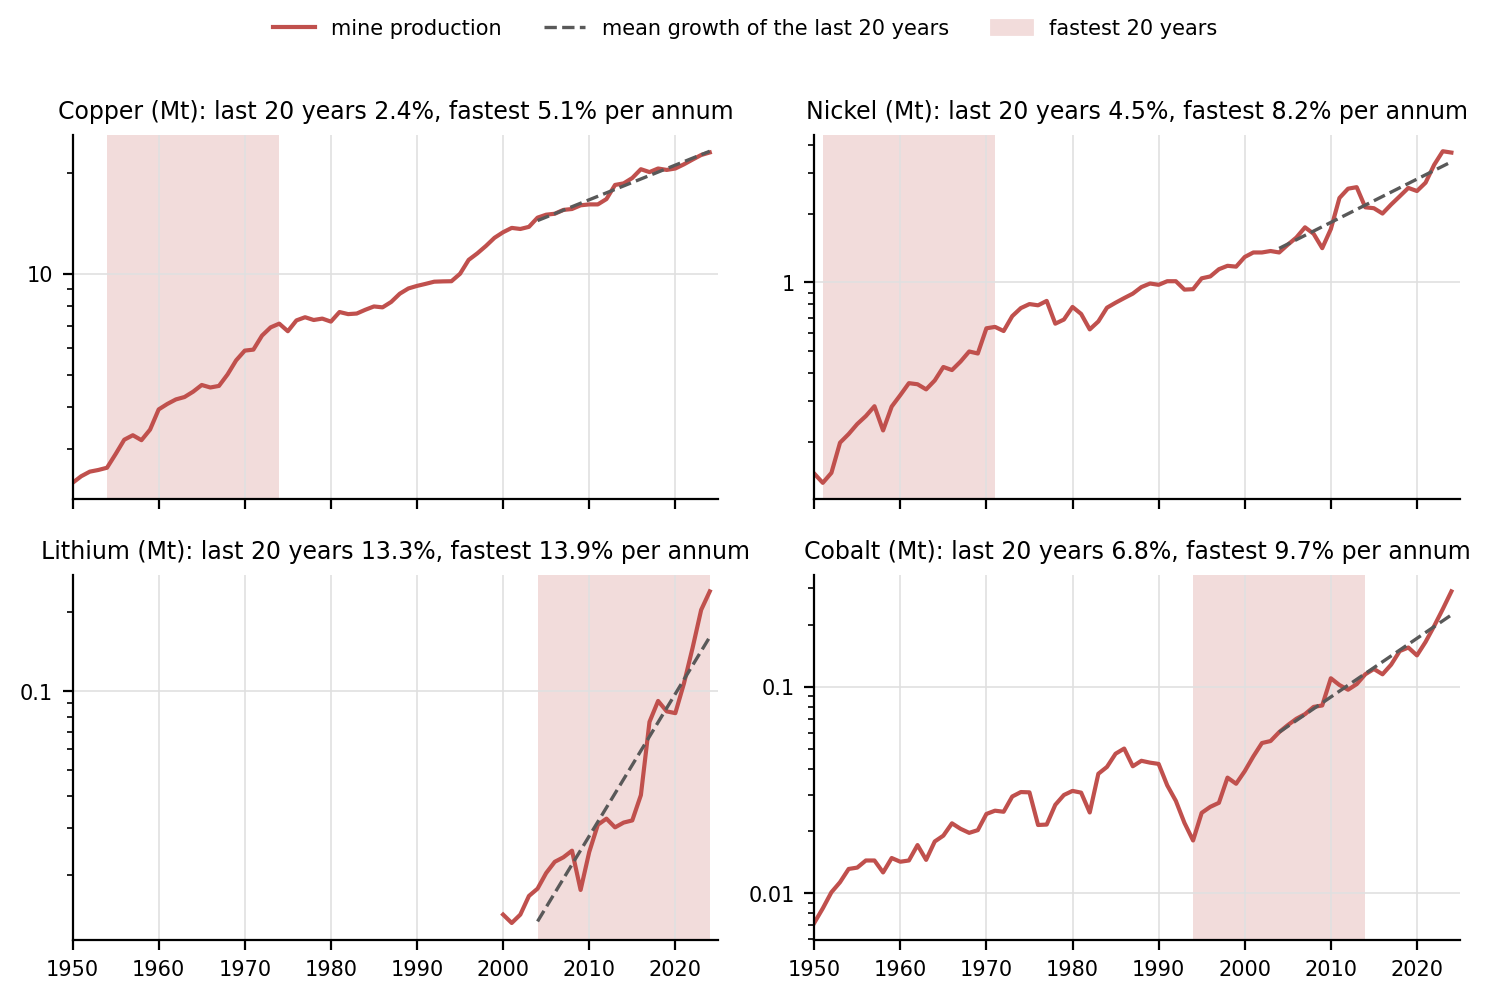 mine production
mean growth of the last 20 years
fastest 20 years
Copper (Mt): last 20 years 2.4%, fastest 5.1% per annum
10
Nickel (Mt): last 20 years 4.5%, fastest 8.2% per annum
1
Lithium (Mt): last 20 years 13.3%, fastest 13.9% per annum
0.1
1950 1960 1970 1980 1990 2000 2010 2020
Cobalt (Mt): last 20 years 6.8%, fastest 9.7% per annum
0.1
0.01
1950 1960 1970 1980 1990 2000 2010 2020